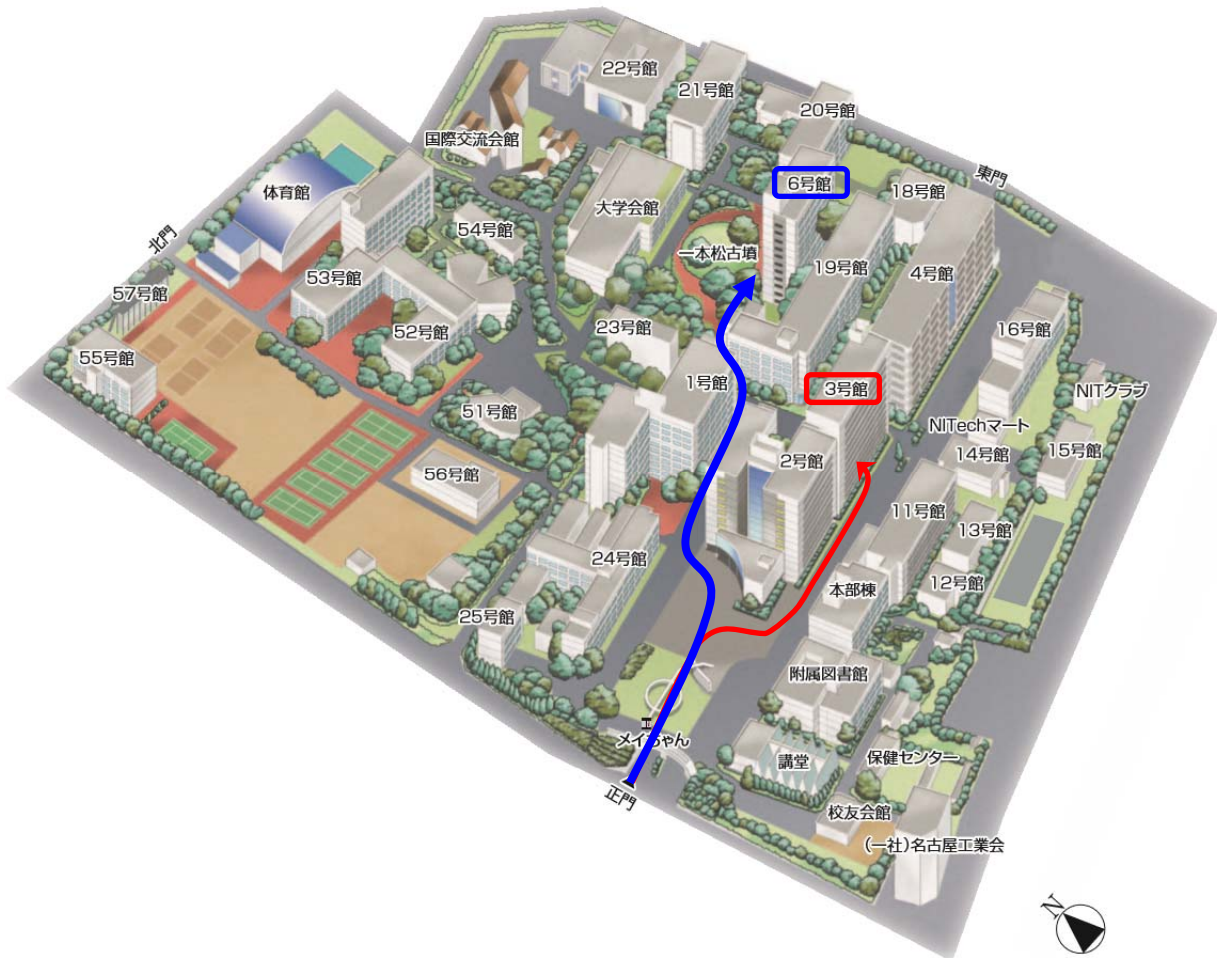 22号館
21号館
20号館
国際交流会館
東門
体育館
6号館
18号館
大学会館
54号館
北門
一本松古墳
19号館
4号館
53号館
57号館
52号館
23号館
16号館
55号館
1号館
3号館
NITクラブ
51号館
NITechマート
2号館
14号館
15号館
56号館
11号館
13号館
24号館
12号館
本部棟
25号館
附属図書館
メイちゃん
講堂
保健センター
正門
校友会館
(一社)名古屋工業会
N